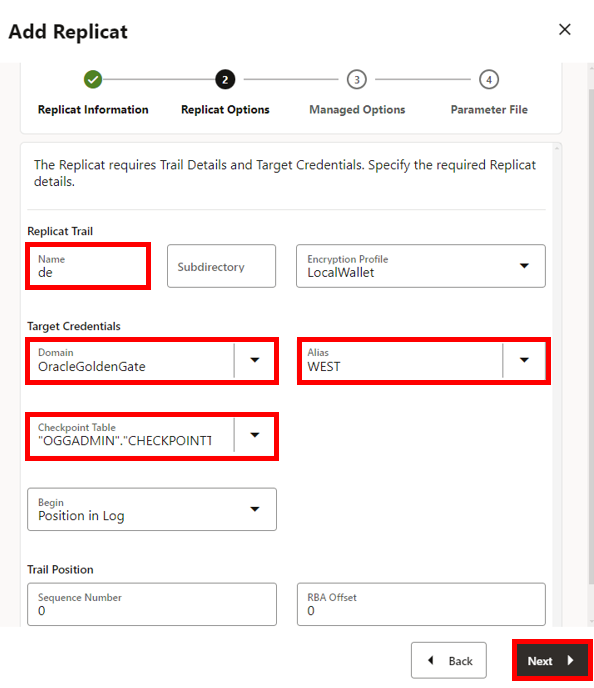 Add Replicat
2
3
4
Replicat Information
Replicat Options
Managed Options
Parameter File
The Replicat requires Trail Details and Target Credentials. Specify the required Replicat
details.
Replicat Trail
Name
de
Subdirectory
Encryption Profile
LocalWallet
Target Credentials
Domain
OracleGoldenGate
Alias
WEST
Checkpoint Table
"OGGADMIN"."CHECKPOINTT
Begin
Position in Log
Trail Position
Sequence Number
0
RBA Offset
0
Back
Next